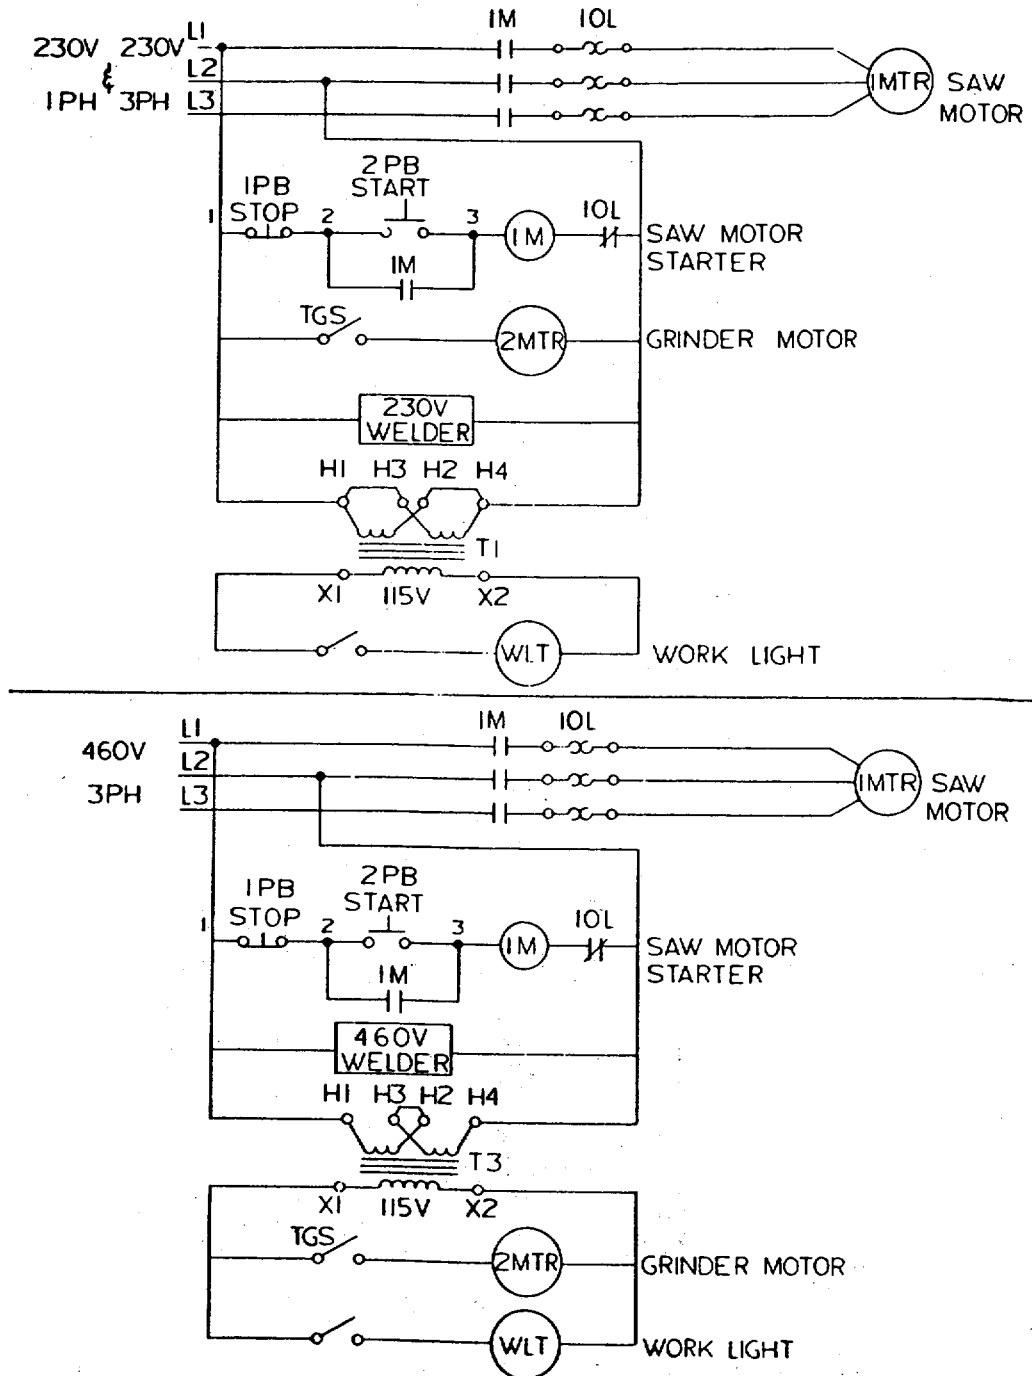 L1 1M 1OL
230V 230V
&
L2
1MTR SAW
MOTOR
1PH 3PH L3
2PB
START
1PB
STOP
1 2 3 1M 1OL
SAW MOTOR
STARTER
1M
TGS
2MTR GRINDER MOTOR
230V
WELDER
H1 H3 H2 H4
T1
X1 115V X2
WLT WORK LIGHT
L1 1M 1OL
460V
L2
1MTR SAW
MOTOR
3PH L3
2PB
START
1PB
STOP
1 2 3 1M 1OL
SAW MOTOR
STARTER
1M
460V
WELDER
H1 H3 H2 H4
T3
X1 115V X2
TGS
2MTR GRINDER MOTOR
WLT WORK LIGHT